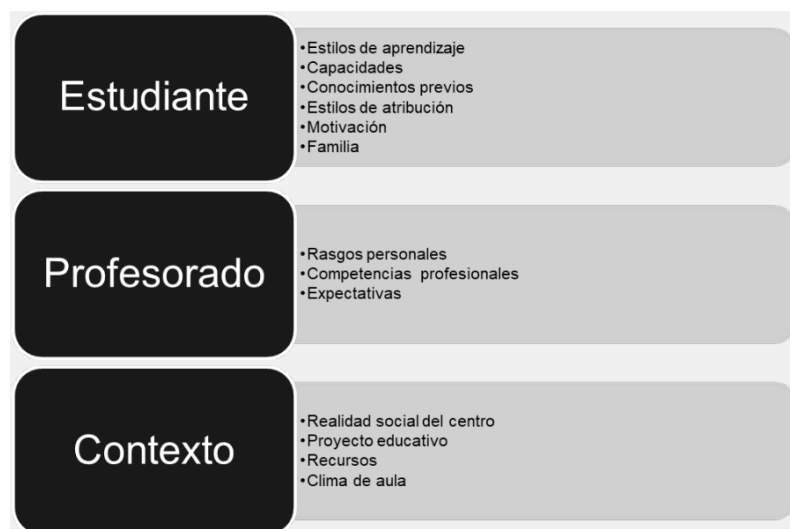 Estudiante
•Estilos de aprendizaje
•Capacidades
•Conocimientos previos
•Estilos de atribución
•Motivación
•Familia
Profesorado
•Rasgos personales
•Competencias profesionales
•Expectativas
Contexto
•Realidad social del centro
•Proyecto educativo
•Recursos
•Clima de aula